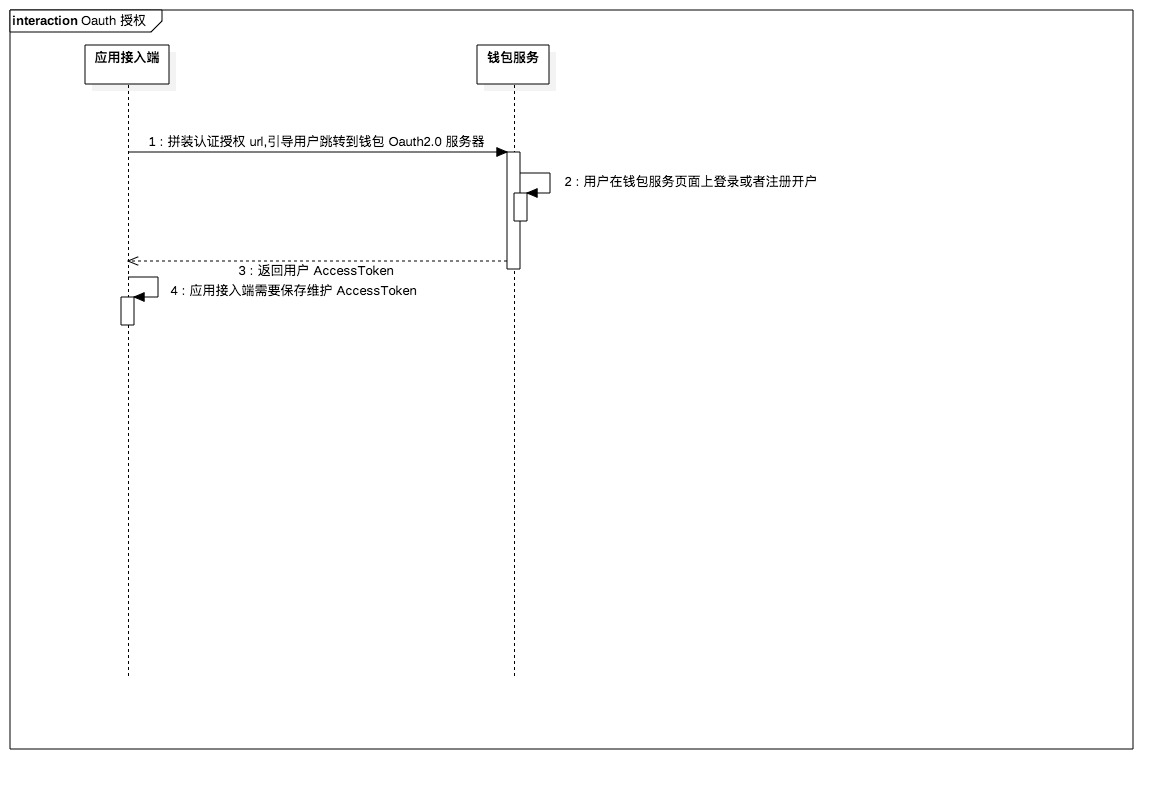 interaction Oauth 授权
应用接入端
钱包服务
1 : 拼装认证授权 url,引导用户跳转到钱包 Oauth2.0 服务器
2 : 用户在钱包服务页面上登录或者注册开户
3 : 返回用户 AccessToken
4 : 应用接入端需要保存维护 AccessToken